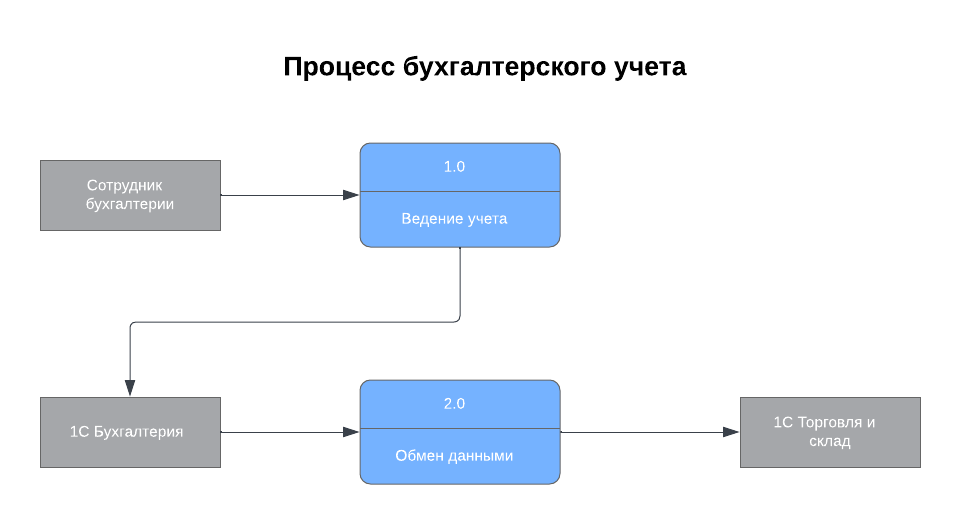 Процесс бухгалтерского учета
1.0
Сотрудник
бухгалтерии
Ведение учета
2.0
1С Бухгалтерия
Обмен данными
1С Торговля и
склад